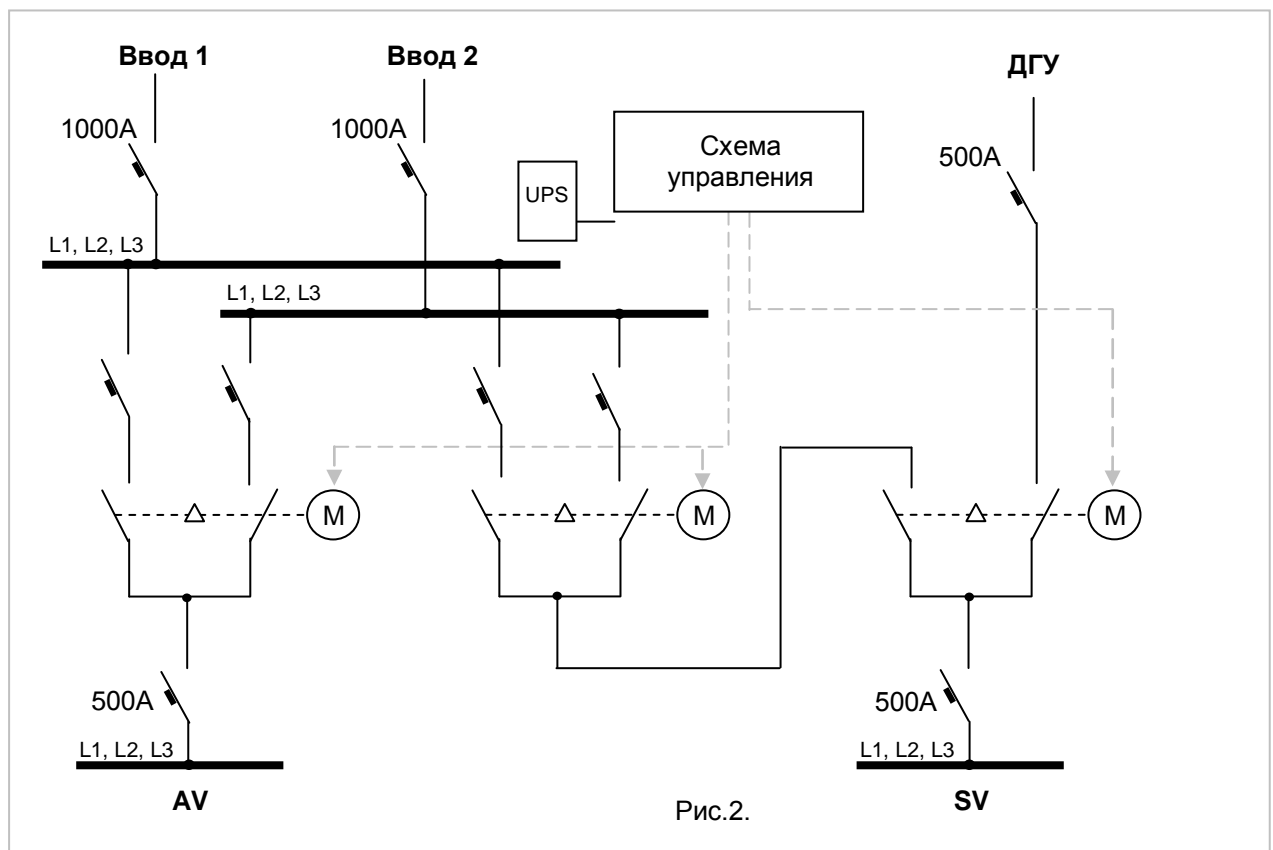 Ввод 1
Ввод 2
ДГУ
1000A
1000A
500A
Схема
управления
UPS
L1, L2, L3
L1, L2, L3
M
M
M
500A
500A
L1, L2, L3
L1, L2, L3
AV
SV
Рис.2.